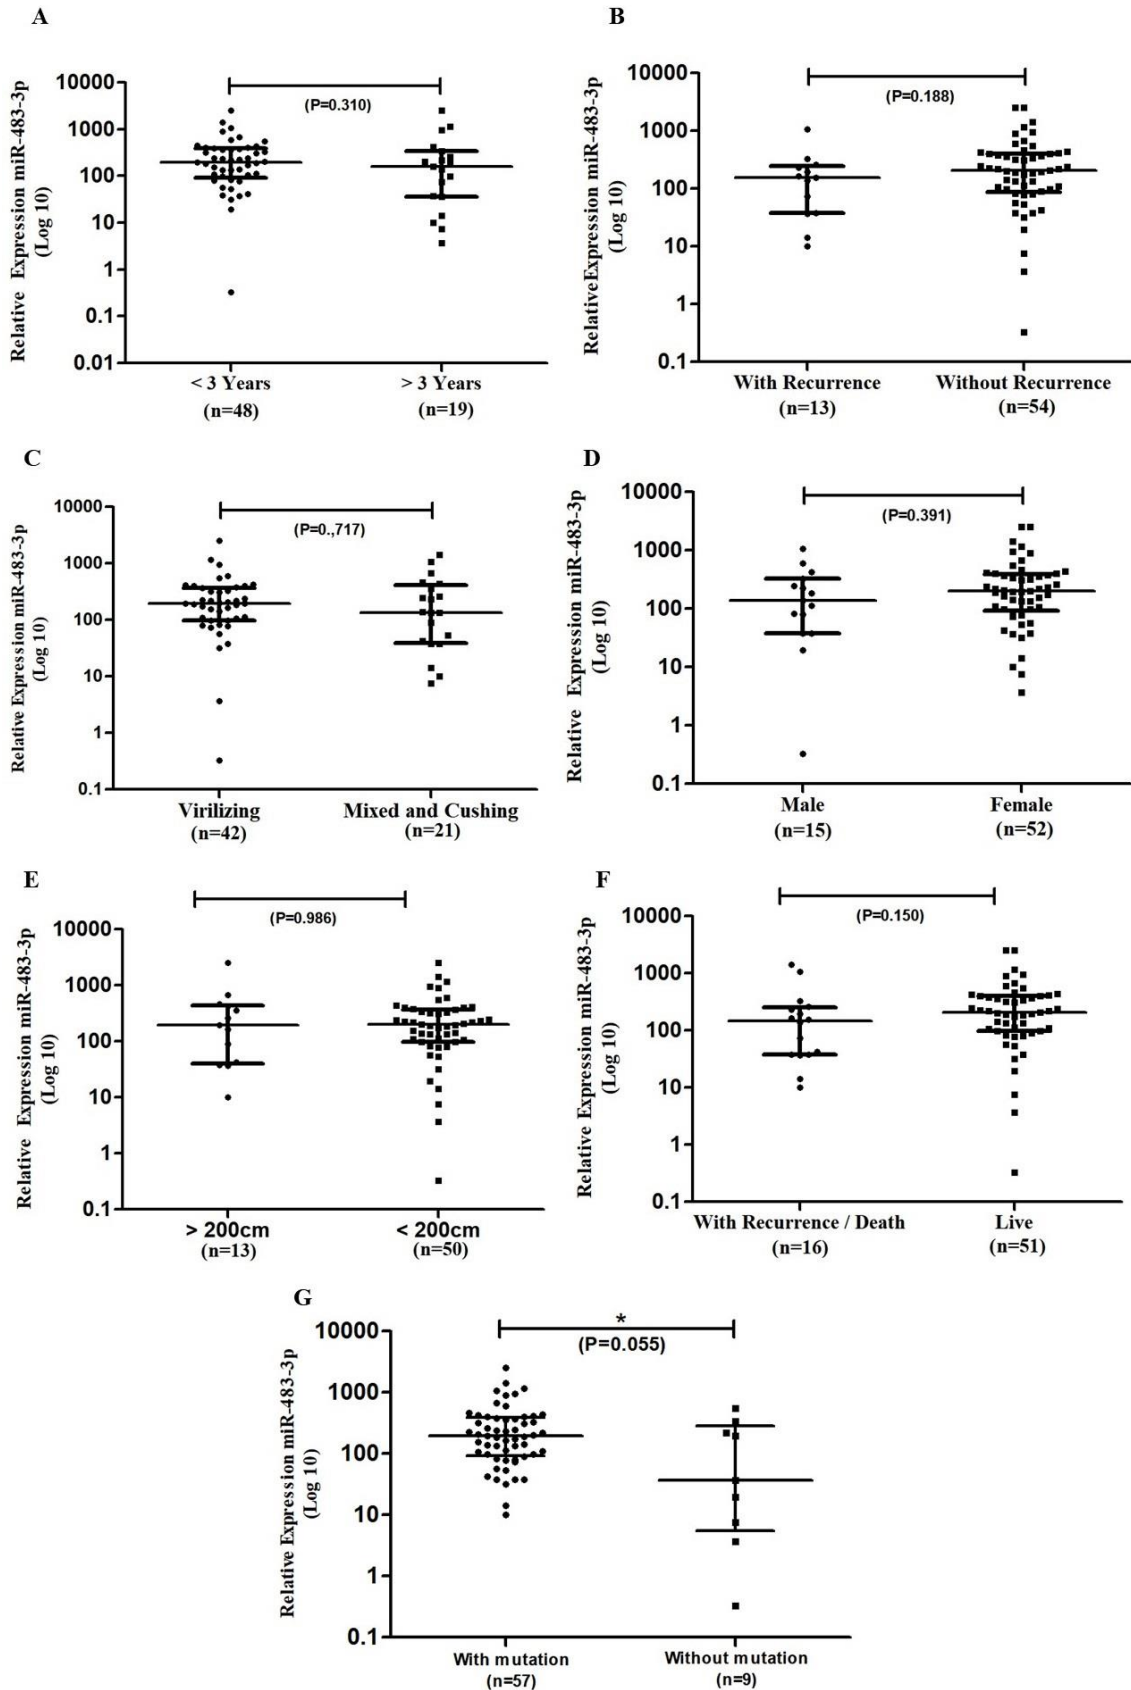 A
Relative Expression miR-483-3p
(Log 10)
10000
1000
100
10
1
0.1
0.01
(P=0.310)
< 3 Years
(n=48)
> 3 Years
(n=19)
B
RelativeExpression miR-483-3p
(Log 10)
10000
1000
100
10
1
0.1
(P=0.188)
With Recurrence
(n=13)
Without Recurrence
(n=54)
C
Relative Expression miR-483-3p
(Log 10)
10000
1000
100
10
1
0.1
(P=0.,717)
Virilizing
(n=42)
Mixed and Cushing
(n=21)
D
Relative Expression miR-483-3p
(Log 10)
10000
1000
100
10
1
0.1
(P=0.391)
Male
(n=15)
Female
(n=52)
E
Relative Expression miR-483-3p
(Log 10)
10000
1000
100
10
1
0.1
(P=0.986)
> 200cm
(n=13)
< 200cm
(n=50)
F
Relative Expression miR-483-3p
(Log 10)
10000
1000
100
10
1
0.1
(P=0.150)
With Recurrence / Death
(n=16)
Live
(n=51)
G
Relative Expression miR-483-3p
(Log 10)
10000
1000
100
10
1
0.1
*
(P=0.055)
With mutation
(n=57)
Without mutation
(n=9)